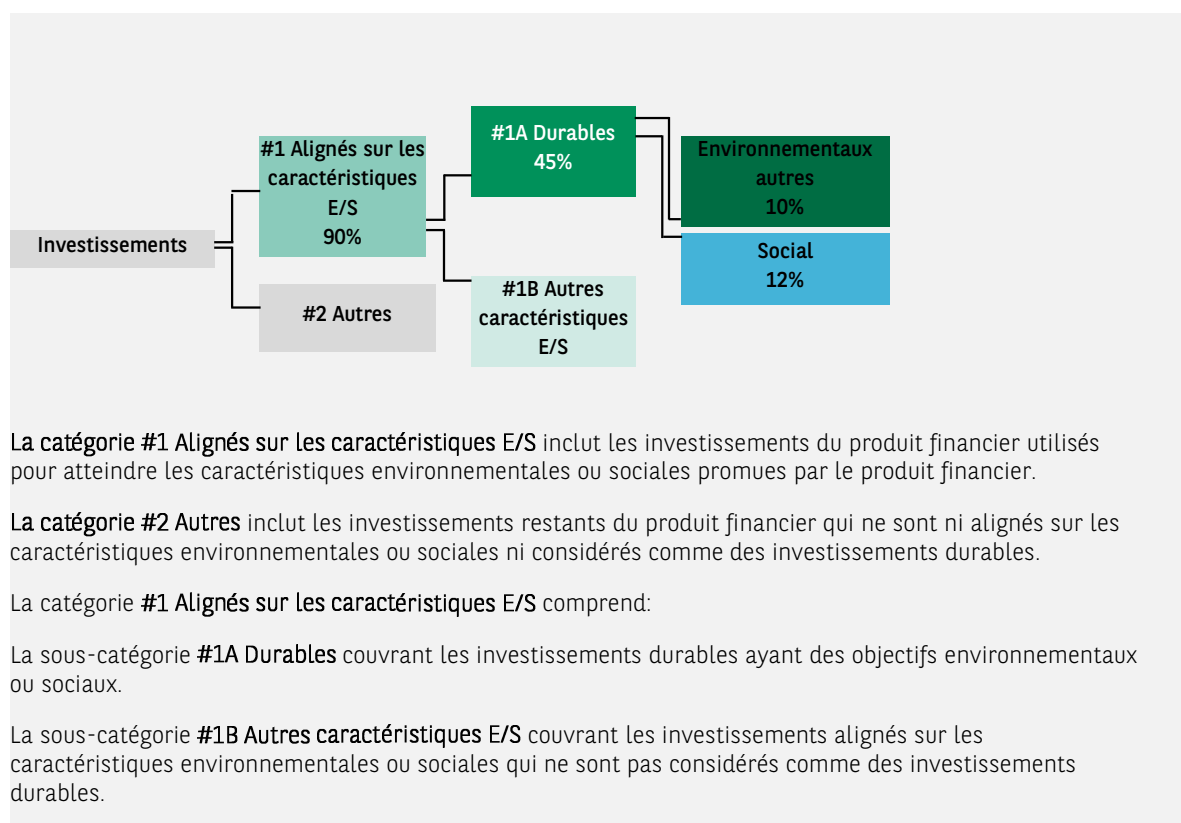 #1A Durables
45%
#1 Alignés sur les
caractéristiques
E/S
90%
Environnementaux
autres
10%
Investissements
Social
12%
#2 Autres
#1B Autres
caractéristiques
E/S
La catégorie #1 Alignés sur les caractéristiques E/S inclut les investissements du produit financier utilisés
pour atteindre les caractéristiques environnementales ou sociales promues par le produit financier.
La catégorie #2 Autres inclut les investissements restants du produit financier qui ne sont ni alignés sur les
caractéristiques environnementales ou sociales ni considérés comme des investissements durables.
La catégorie #1 Alignés sur les caractéristiques E/S comprend:
La sous-catégorie #1A Durables couvrant les investissements durables ayant des objectifs environnementaux
ou sociaux.
La sous-catégorie #1B Autres caractéristiques E/S couvrant les investissements alignés sur les
caractéristiques environnementales ou sociales qui ne sont pas considérés comme des investissements
durables.